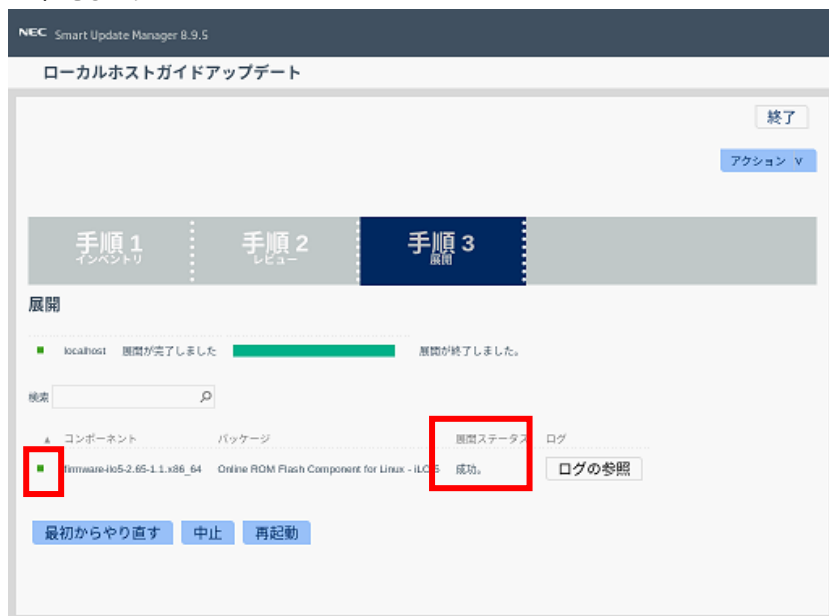 NEC Smart Update Manager 8.9.5
ローカルホストガイドアップデート
終了
アクション ∨
手順 1
インベントリ
手順 2
レビュー
手順 3
展開
展開
localhost 展開が完了しました 展開が終了しました。
検索
▲ コンポーネント パッケージ 展開ステータス ログ
firmware-ilo5-2.65-1.1.x86_64 Online ROM Flash Component for Linux - iLO 5 成功。 ログの参照
最初からやり直す 中止 再起動